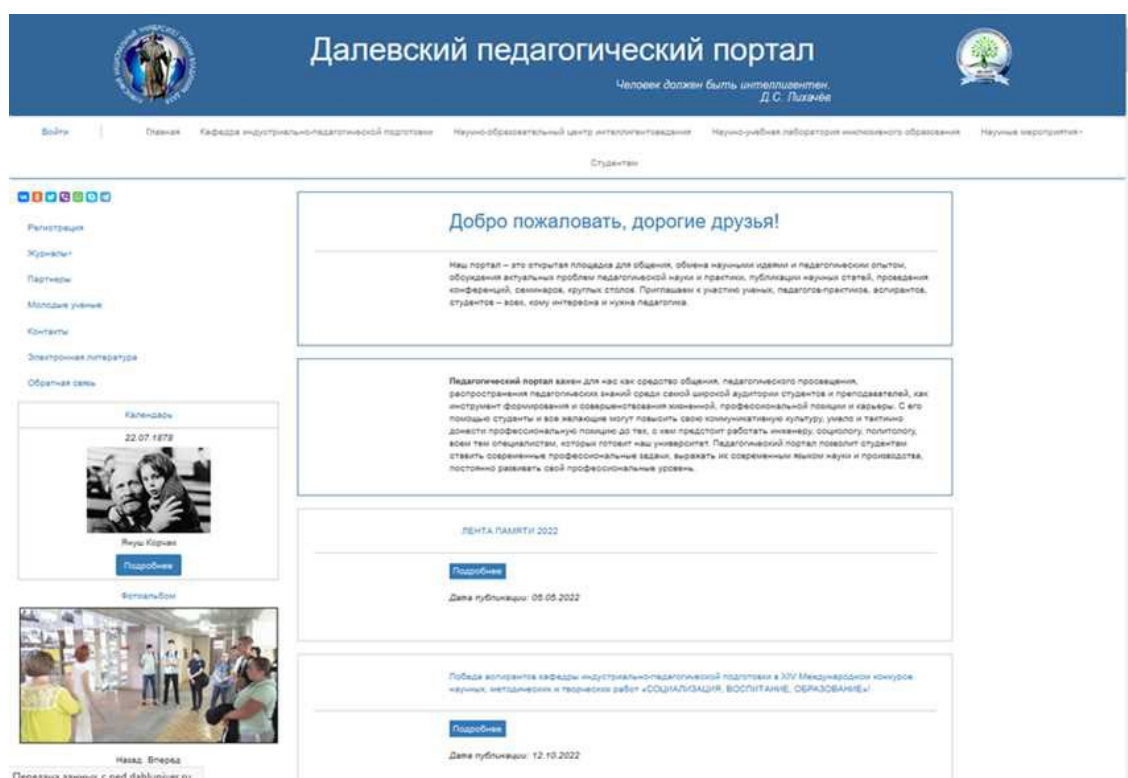 Далевский педагогический портал
Человек должен быть интеллигентен.
Д.С. Лихачёв
Войти
Главная
Кафедра индустриально-педагогической подготовки
Научно-образовательный центр интеллигентоведения
Научно-учебная лаборатория инклюзивного образования
Научные мероприятия
Студентам
Регистрация
Журналы
Партнеры
Молодые ученые
Контакты
Электронная литература
Обратная связь
Календарь
22.07.1878
Януш Корчак
Подробнее
Фотоальбом
Назад Вперед
Передача данных с ped.dahluniver.ru...
Добро пожаловать, дорогие друзья!
Наш портал – это открытая площадка для общения, обмена научными идеями и педагогическим опытом,
обсуждения актуальных проблем педагогической науки и практики, публикации научных статей, проведения
конференций, семинаров, круглых столов. Приглашаем к участию ученых, педагогов-практиков, аспирантов,
студентов – всех, кому интересна и нужна педагогика.
Педагогический портал важен для нас как средство общения, педагогического просвещения,
распространения педагогических знаний среди самой широкой аудитории студентов и преподавателей, как
инструмент формирования и совершенствования жизненной, профессиональной позиции и карьеры. С его
помощью студенты и все желающие могут повысить свою коммуникативную культуру, умело и тактично
донести профессиональную позицию до тех, с кем предстоит работать инженеру, социологу, политологу,
всем тем специалистам, которых готовит наш университет. Педагогический портал позволит студентам
ставить современные профессиональные задачи, выражать их современным языком науки и производства,
постоянно развивать свой профессиональные уровень.
ЛЕНТА ПАМЯТИ 2022
Подробнее
Дата публикации: 05.05.2022
Победа аспирантов кафедры индустриально-педагогической подготовки в XIV Международном конкурсе
научных, методических и творческих работ «СОЦИАЛИЗАЦИЯ, ВОСПИТАНИЕ, ОБРАЗОВАНИЕ»!
Подробнее
Дата публикации: 12.10.2022